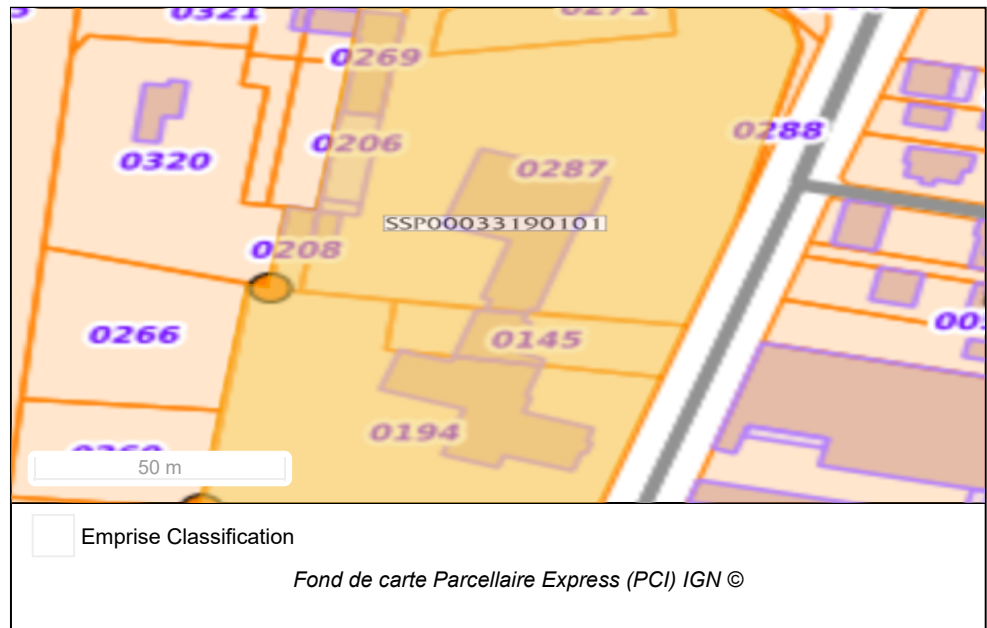 0321
0271
0269
0288
0206
0320
0287
SSP000333190101
0208
0266
0145
0194
50 m
Emprise Classification
Fond de carte Parcellaire Express (PCI) IGN ©